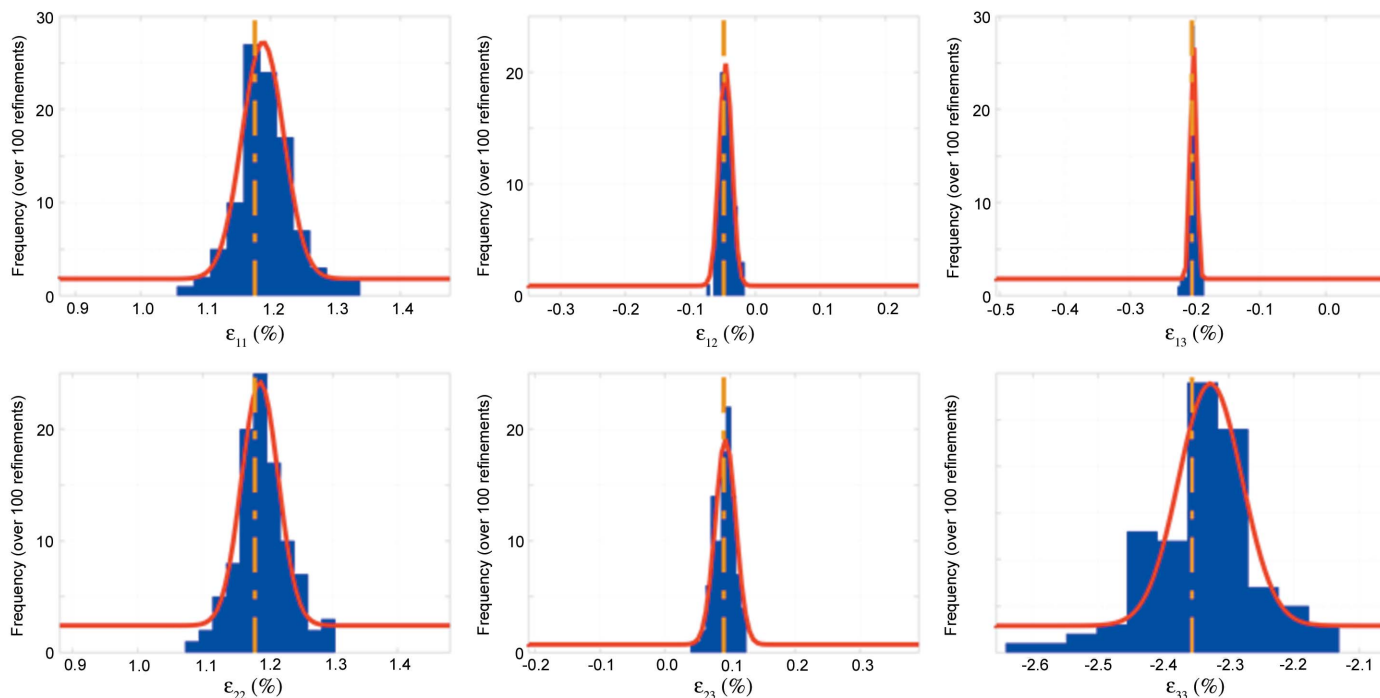 Frequency (over 100 refinements)
30
20
10
0
0.9 1.0 1.1 1.2 1.3 1.4
ε11 (%)
Frequency (over 100 refinements)
20
10
0
-0.3 -0.2 -0.1 0.0 0.1 0.2
ε12 (%)
Frequency (over 100 refinements)
30
20
10
0
-0.5 -0.4 -0.3 -0.2 -0.1 0.0
ε13 (%)
Frequency (over 100 refinements)
20
10
0
0.9 1.0 1.1 1.2 1.3 1.4
ε22 (%)
Frequency (over 100 refinements)
20
10
0
-0.2 -0.1 0.0 0.1 0.2 0.3
ε23 (%)
Frequency (over 100 refinements)
-2.6 -2.5 -2.4 -2.3 -2.2 -2.1
ε33 (%)